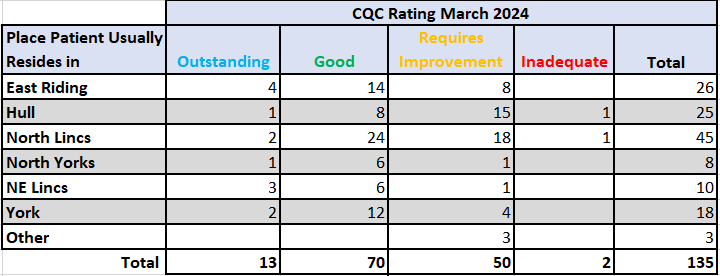 CQC Rating March 2024
Place Patient Usually
Resides in Outstanding Good Requires Improvement Inadequate Total
East Riding 4 14 8 26
Hull 1 8 15 1 25
North Lincs 2 24 18 1 45
North Yorks 1 6 1 8
NE Lincs 3 6 1 10
York 2 12 4 18
Other 3 3
Total 13 70 50 2 135